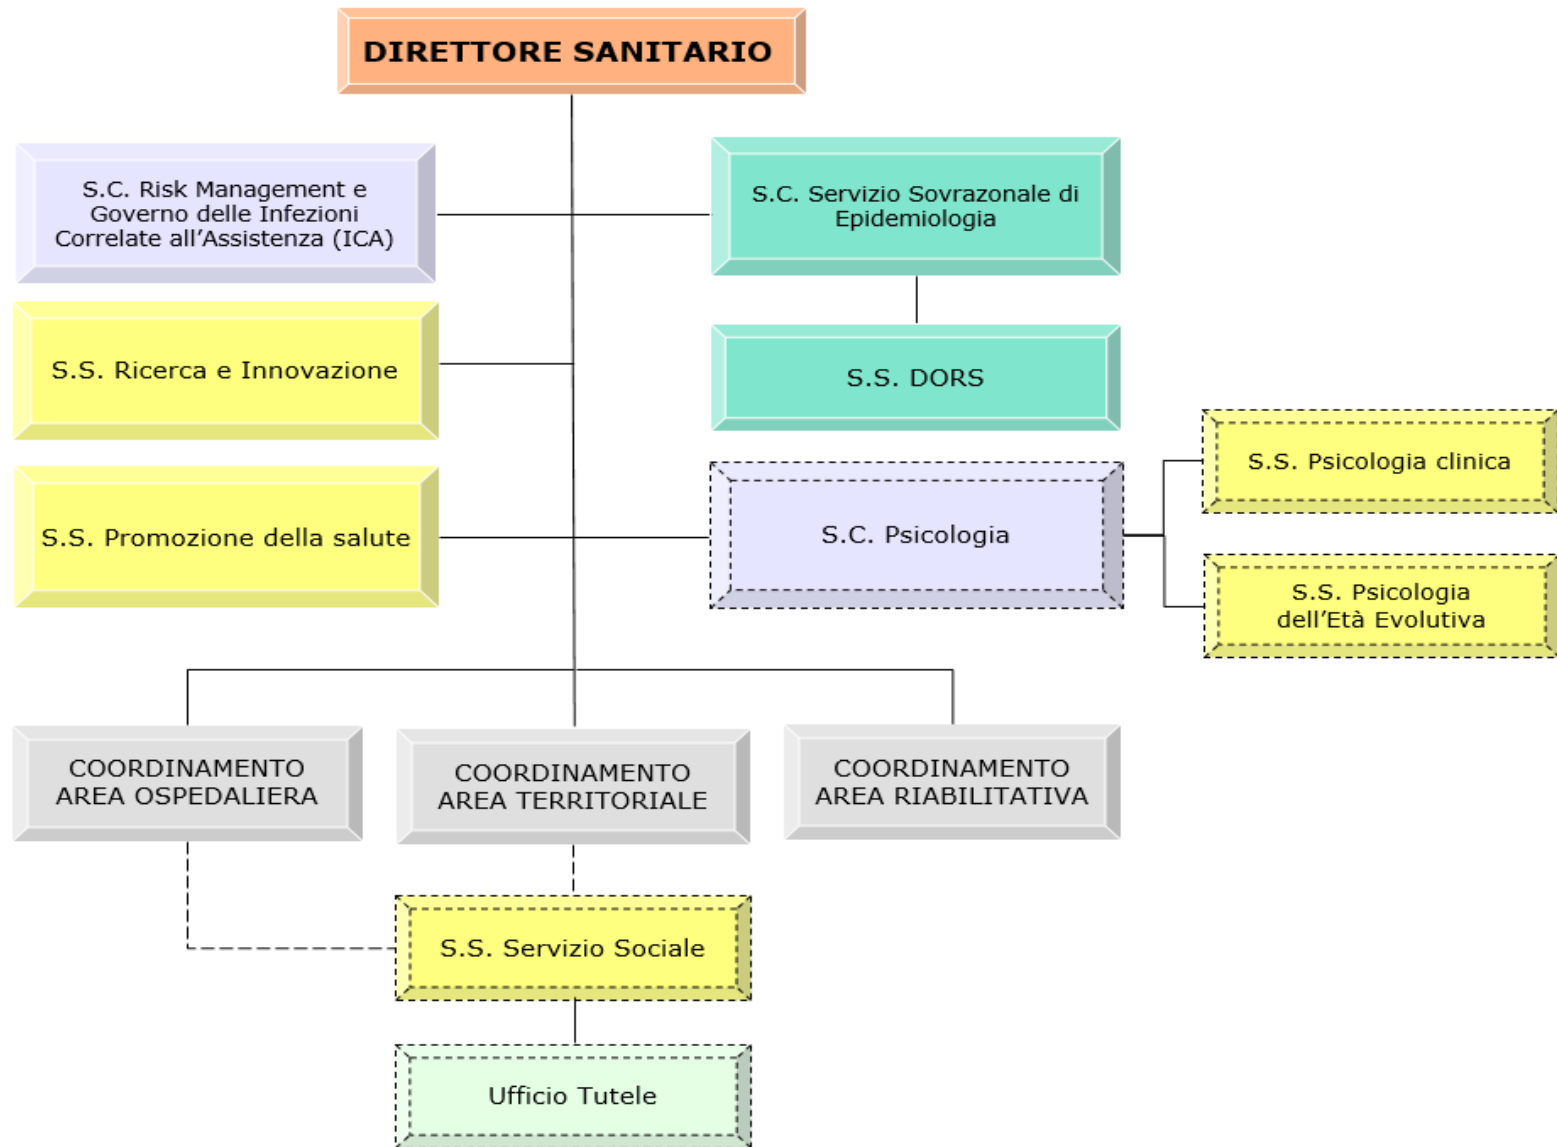 DIRETTORE SANITARIO
S.C. Risk Management e
Governo delle Infezioni
Correlate all'Assistenza (ICA)
S.C. Servizio Sovrazonale di
Epidemiologia
S.S. Ricerca e Innovazione
S.S. DORS
S.S. Promozione della salute
S.C. Psicologia
S.S. Psicologia clinica
S.S. Psicologia
dell'Età Evolutiva
COORDINAMENTO
AREA OSPEDALIERA
COORDINAMENTO
AREA TERRITORIALE
COORDINAMENTO
AREA RIABILITATIVA
S.S. Servizio Sociale
Ufficio Tutele